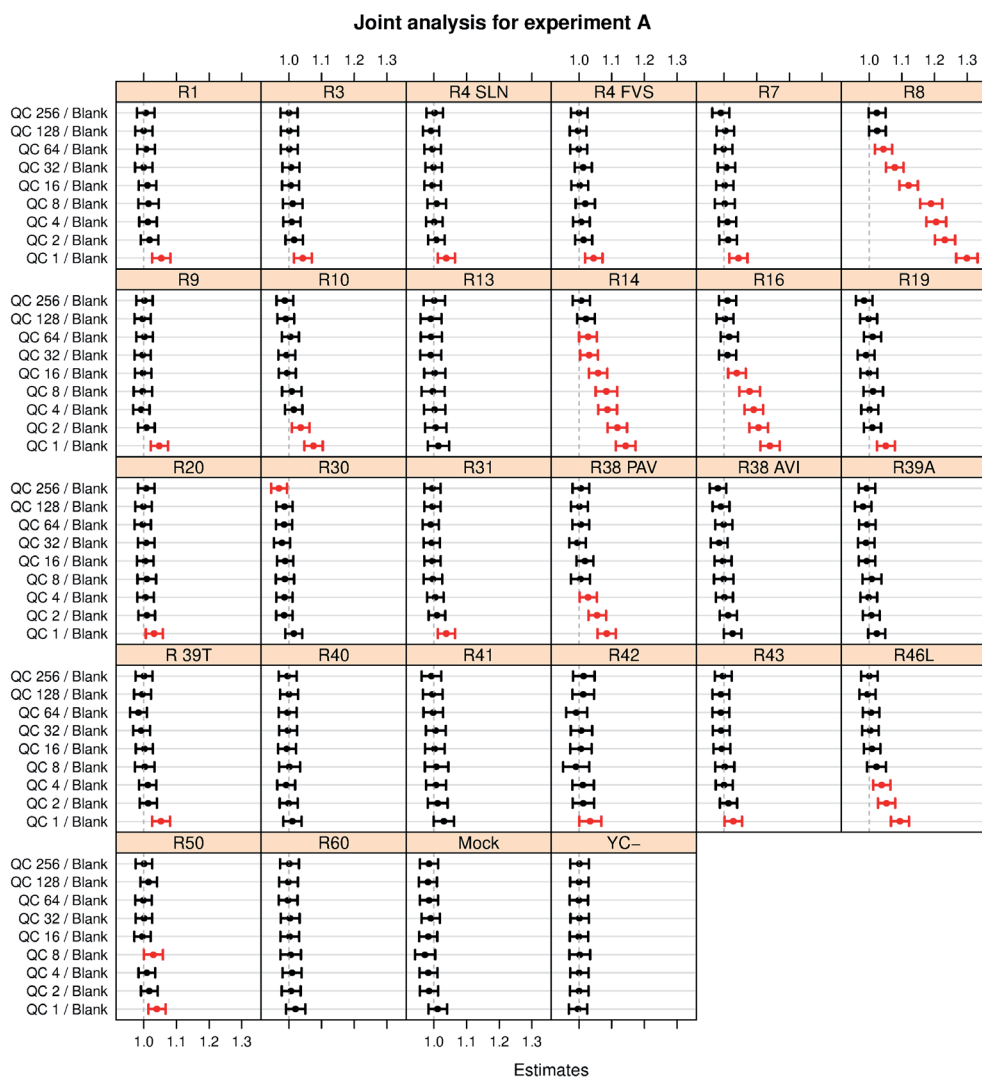 Joint analysis for experiment A
1.0 1.1 1.2 1.3 1.0 1.1 1.2 1.3 1.0 1.1 1.2 1.3
R1 R3 R4 SLN R4 FVS R7 R8
QC 256 / Blank
QC 128 / Blank
QC 64 / Blank
QC 32 / Blank
QC 16 / Blank
QC 8 / Blank
QC 4 / Blank
QC 2 / Blank
QC 1 / Blank
R9 R10 R13 R14 R16 R19
QC 256 / Blank
QC 128 / Blank
QC 64 / Blank
QC 32 / Blank
QC 16 / Blank
QC 8 / Blank
QC 4 / Blank
QC 2 / Blank
QC 1 / Blank
R20 R30 R31 R38 PAV R38 AVI R39A
QC 256 / Blank
QC 128 / Blank
QC 64 / Blank
QC 32 / Blank
QC 16 / Blank
QC 8 / Blank
QC 4 / Blank
QC 2 / Blank
QC 1 / Blank
R 39T R40 R41 R42 R43 R46L
QC 256 / Blank
QC 128 / Blank
QC 64 / Blank
QC 32 / Blank
QC 16 / Blank
QC 8 / Blank
QC 4 / Blank
QC 2 / Blank
QC 1 / Blank
R50 R60 Mock YC−
QC 256 / Blank
QC 128 / Blank
QC 64 / Blank
QC 32 / Blank
QC 16 / Blank
QC 8 / Blank
QC 4 / Blank
QC 2 / Blank
QC 1 / Blank
1.0 1.1 1.2 1.3 1.0 1.1 1.2 1.3
Estimates